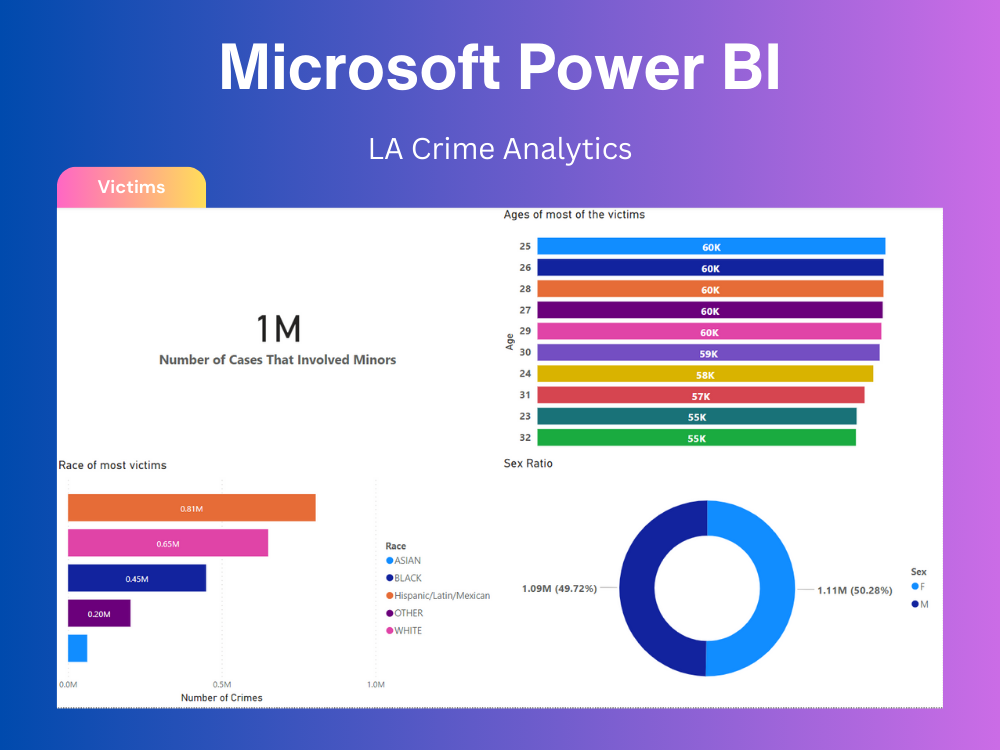 Microsoft Power BI
LA Crime Analytics
Victims
1M
Number of Cases That Involved Minors
Ages of most of the victims
Age
25 60K
26 60K
28 60K
27 60K
29 60K
30 59K
24 58K
31 57K
23 55K
32 55K
Race of most victims
0.81M
0.65M
0.45M
0.20M
0.0M 0.5M 1.0M
Number of Crimes
Race
ASIAN
BLACK
Hispanic/Latin/Mexican
OTHER
WHITE
Sex Ratio
1.09M (49.72%)
1.11M (50.28%)
Sex
F
M